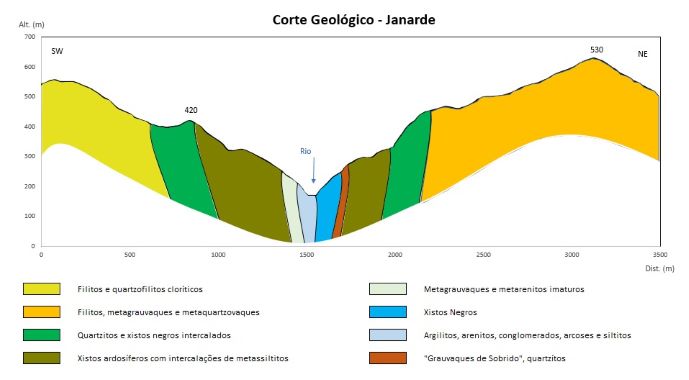 Corte Geológico - Janarde
Alt. (m)
700
600
500
400
300
200
100
0
SW
420
Rio
530
NE
0
500
1000
1500
2000
2500
3000
3500
Dist. (m)
Filitos e quartzofilitos cloríticos
Filitos, metagrauvaques e metaquartzovaques
Quartzitos e xistos negros intercalados
Xistos ardosíferos com intercalações de metassiltitos
Metagrauvaques e metarenitos imaturos
Xistos Negros
Argilitos, arenitos, conglomerados, arcoses e siltitos
"Grauvaques de Sobrido", quartzitos